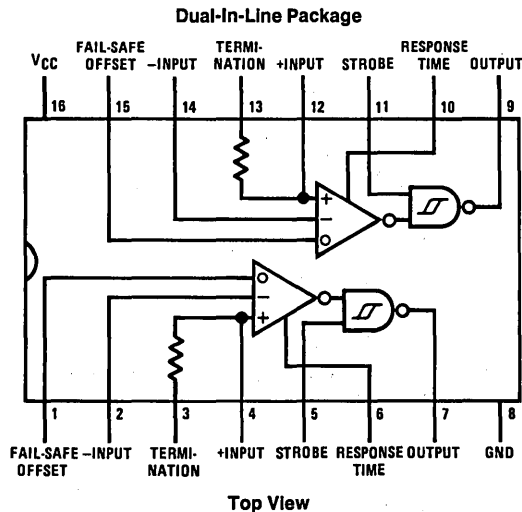 Dual-In-Line Package
VCC
FAIL-SAFE
OFFSET
–INPUT
TERMI-
NATION
+INPUT
STROBE
RESPONSE
TIME
OUTPUT
16 15 14 13 12 11 10 9
+
–
+
–
1 2 3 4 5 6 7 8
FAIL-SAFE
OFFSET
–INPUT
TERMI-
NATION
+INPUT
STROBE
RESPONSE
TIME
OUTPUT
GND
Top View